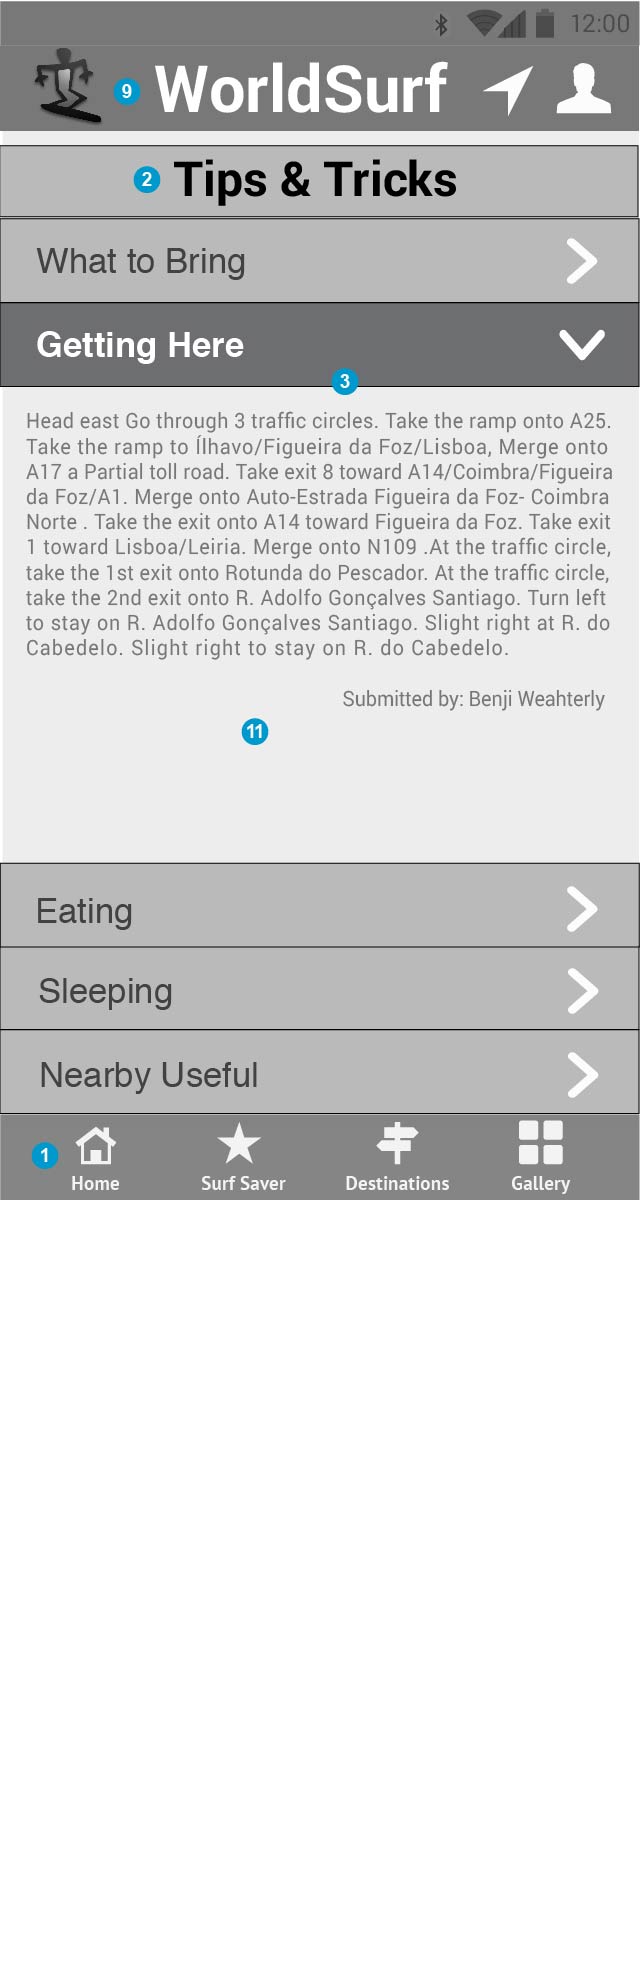 12:00
9 WorldSurf
2 Tips & Tricks
What to Bring
Getting Here
3
Head east Go through 3 traffic circles. Take the ramp onto A25.
Take the ramp to Ílhavo/Figueira da Foz/Lisboa, Merge onto
A17 a Partial toll road. Take exit 8 toward A14/Coimbra/Figueira
da Foz/A1. Merge onto Auto-Estrada Figueira da Foz- Coimbra
Norte . Take the exit onto A14 toward Figueira da Foz. Take exit
1 toward Lisboa/Leiria. Merge onto N109 .At the traffic circle,
take the 1st exit onto Rotunda do Pescador. At the traffic circle,
take the 2nd exit onto R. Adolfo Gonçalves Santiago. Turn left
to stay on R. Adolfo Gonçalves Santiago. Slight right at R. do
Cabedelo. Slight right to stay on R. do Cabedelo.
Submitted by: Benji Weahterly
11
Eating
Sleeping
Nearby Useful
1
Home Surf Saver Destinations Gallery